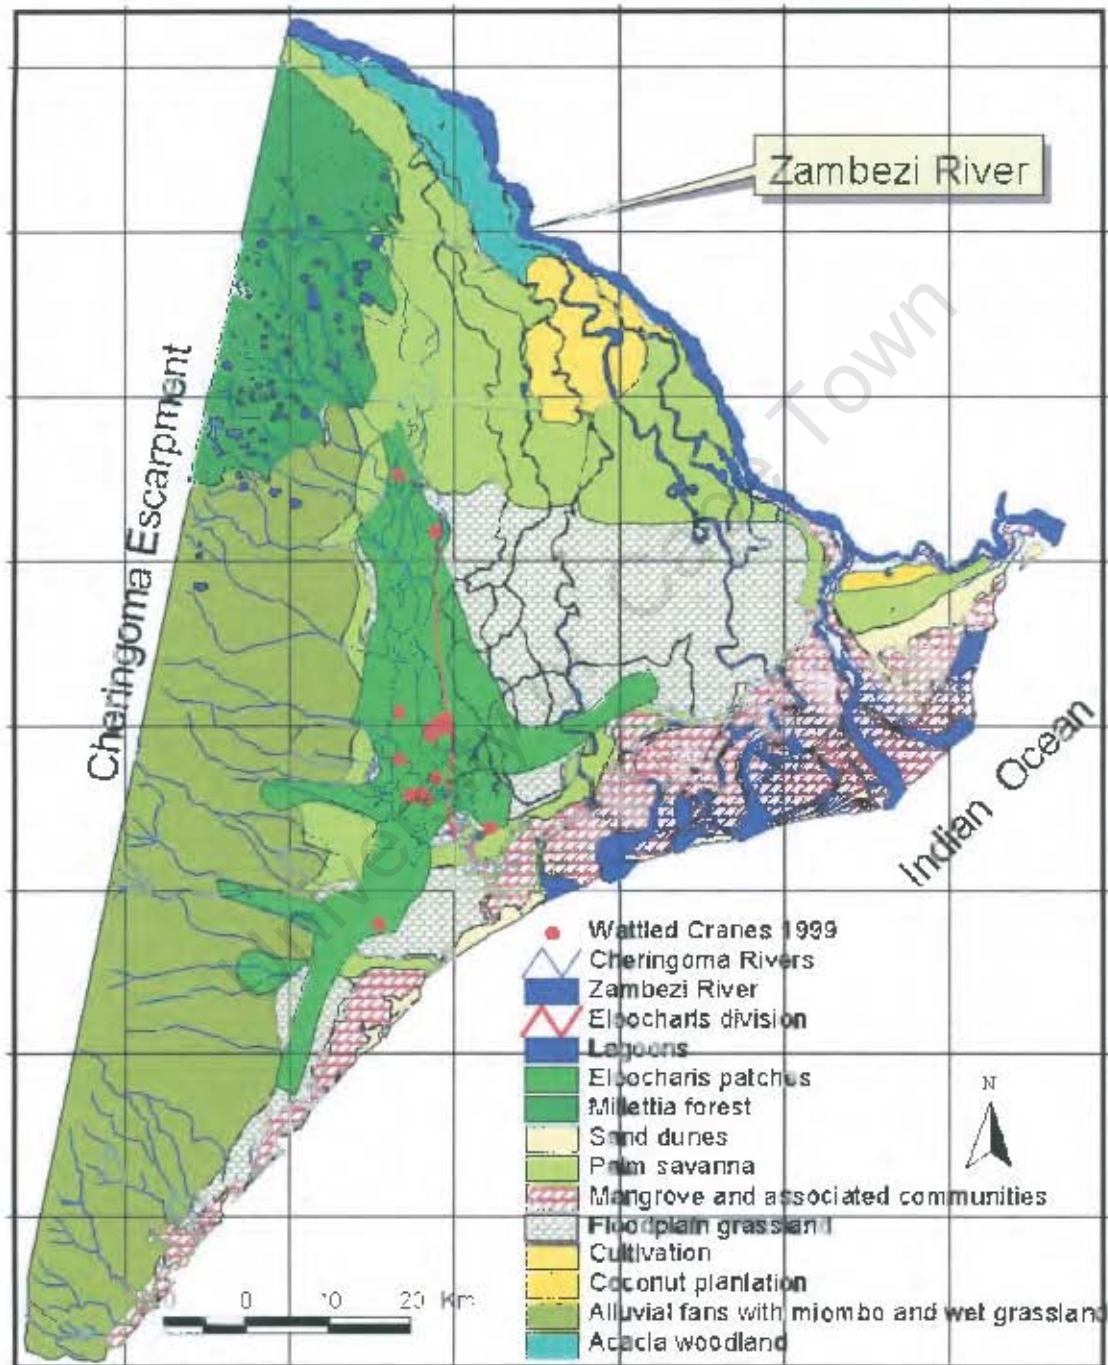 Zambezi River
Cheringoma Escarpment
Indian Ocean
Wattled Cranes 1999
Cheringoma Rivers
Zambezi River
Eleocharis division
Lagoons
Eleocharis patches
Millettia forest
Sand dunes
Palm savanna
Mangrove and associated communities
Floodplain grassland
Cultivation
Coconut plantation
Alluvial fans with miombo and wet grassland
Acacia woodland
N
0 10 20 Km
Town